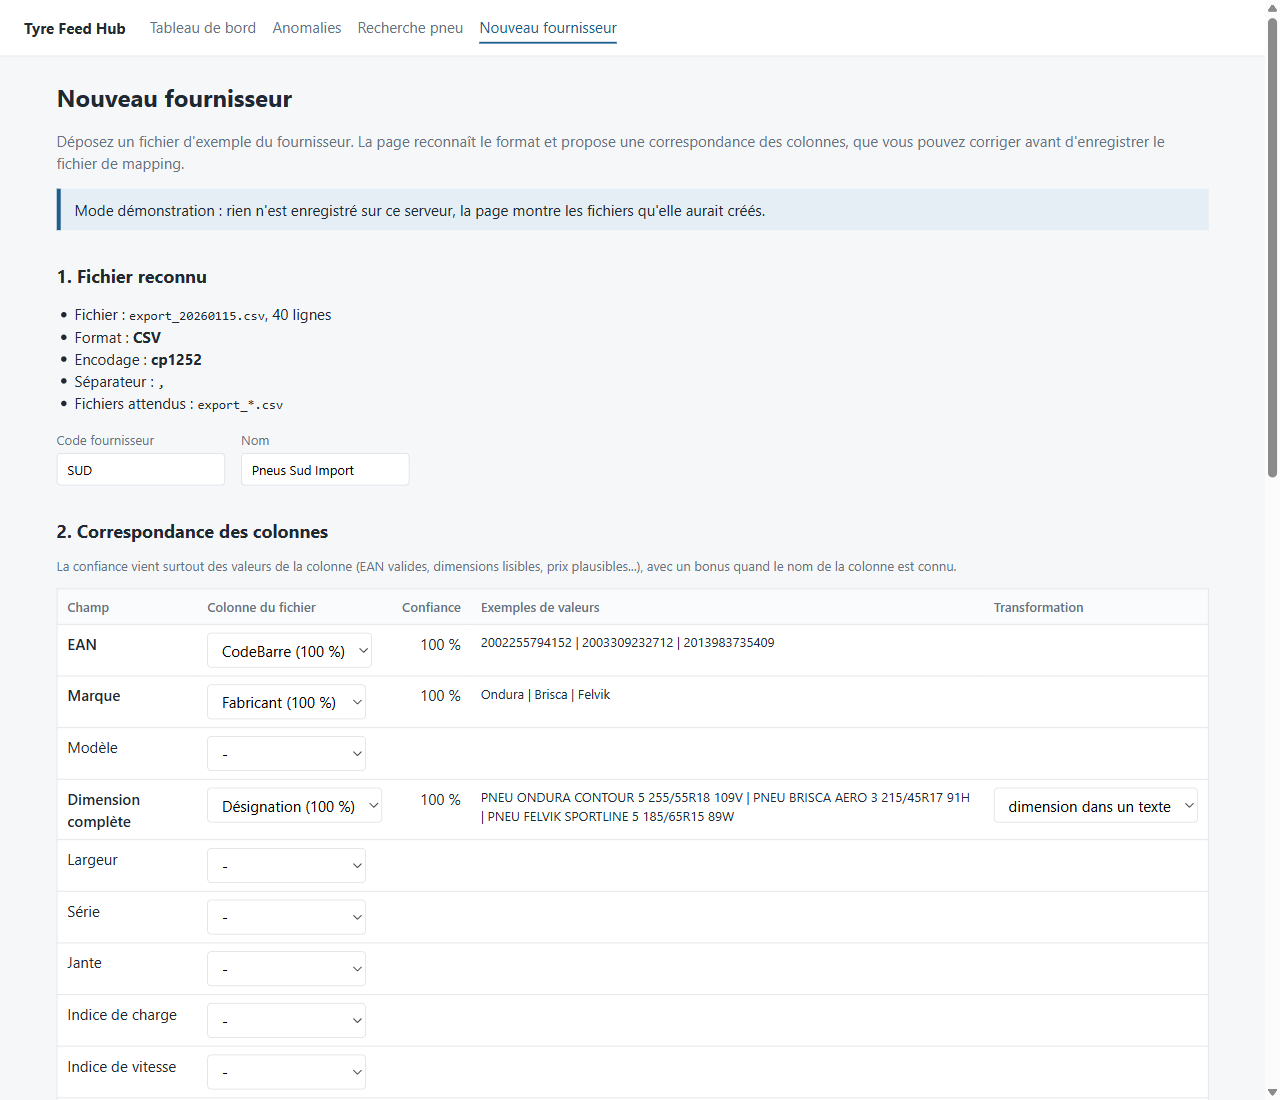 Tyre Feed Hub Tableau de bord Anomalies Recherche pneu Nouveau fournisseur
Nouveau fournisseur
Déposez un fichier d'exemple du fournisseur. La page reconnaît le format et propose une correspondance des colonnes, que vous pouvez corriger avant d'enregistrer le
fichier de mapping.
Mode démonstration : rien n'est enregistré sur ce serveur, la page montre les fichiers qu'elle aurait créés.
1. Fichier reconnu
• Fichier : export_20260115.csv, 40 lignes
• Format : CSV
• Encodage : cp1252
• Séparateur : ,
• Fichiers attendus : export_*.csv
Code fournisseur Nom
SUD Pneus Sud Import
2. Correspondance des colonnes
La confiance vient surtout des valeurs de la colonne (EAN valides, dimensions lisibles, prix plausibles...), avec un bonus quand le nom de la colonne est connu.
Champ Colonne du fichier Confiance Exemples de valeurs Transformation
EAN CodeBarre (100 %) 100 % 2002255794152 | 2003309232712 | 2013983735409
Marque Fabricant (100 %) 100 % Ondura | Brisca | Felvik
Modèle -
Dimension complète Désignation (100 %) 100 % PNEU ONDURA CONTOUR 5 255/55R18 109V | PNEU BRISCA AERO 3 215/45R17 91H | PNEU FELVIK SPORTLINE 5 185/65R15 89W dimension dans un texte
Largeur -
Série -
Jante -
Indice de charge -
Indice de vitesse -